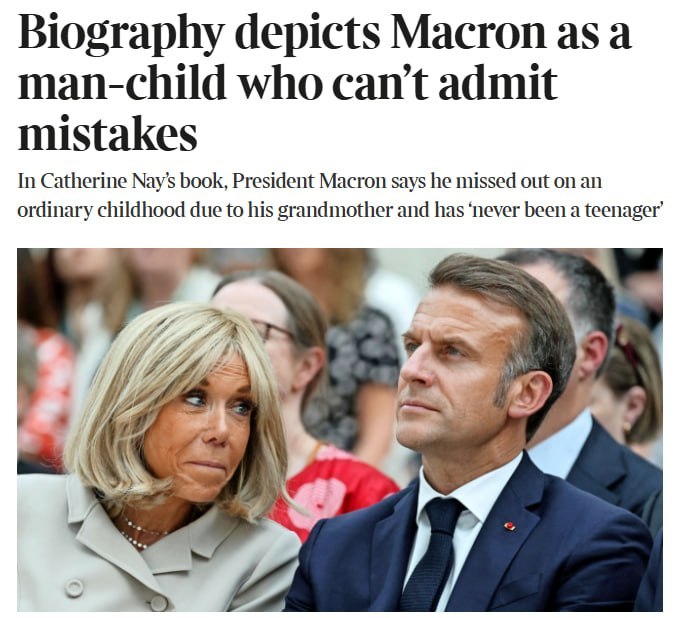 Biography depicts Macron as a
man-child who can’t admit
mistakes
In Catherine Nay’s book, President Macron says he missed out on an
ordinary childhood due to his grandmother and has ‘never been a teenager’